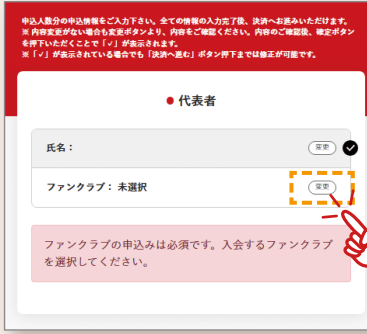 申込人数分の申込情報をご入力下さい。全ての情報の入力完了後、決済へお進みいただけます。
※ 内容変更がない場合も変更ボタンより、内容をご確認ください。内容のご確認後、確定ボタン
を押下いただくことで「✓」が表示されます。
※「✓」が表示されている場合でも「決済へ進む」ボタン押下までは修正が可能です。
代表者
氏名：
変更
ファンクラブ： 未選択
変更
ファンクラブの申込みは必須です。入会するファンクラブ
を選択してください。